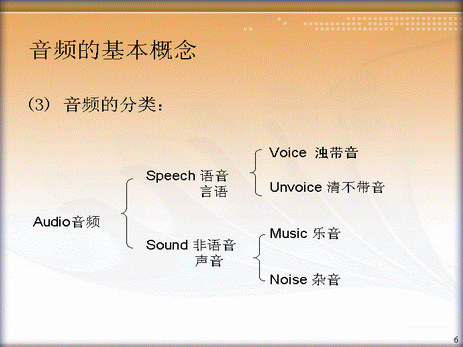 音频的基本概念
(3) 音频的分类：
Voice 浊带音
Speech 语音
言语
Unvoice 清不带音
Audio音频
Music 乐音
Sound 非语音
声音
Noise 杂音
6